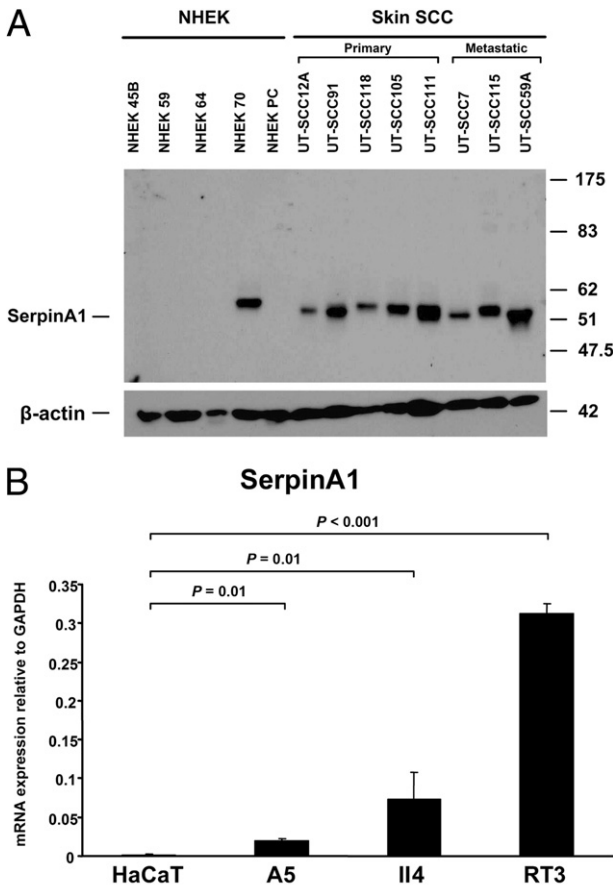 A
NHEK Skin SCC
Primary Metastatic
NHEK 45B NHEK 59 NHEK 64 NHEK 70 NHEK PC UT-SCC12A UT-SCC91 UT-SCC118 UT-SCC105 UT-SCC111 UT-SCC7 UT-SCC115 UT-SCC59A
175
83
62
SerpinA1 51
47.5
β-actin 42
B SerpinA1
P < 0.001
P = 0.01
P = 0.01
mRNA expression relative to GAPDH
0.35
0.3
0.25
0.2
0.15
0.1
0.05
0
HaCaT A5 II4 RT3